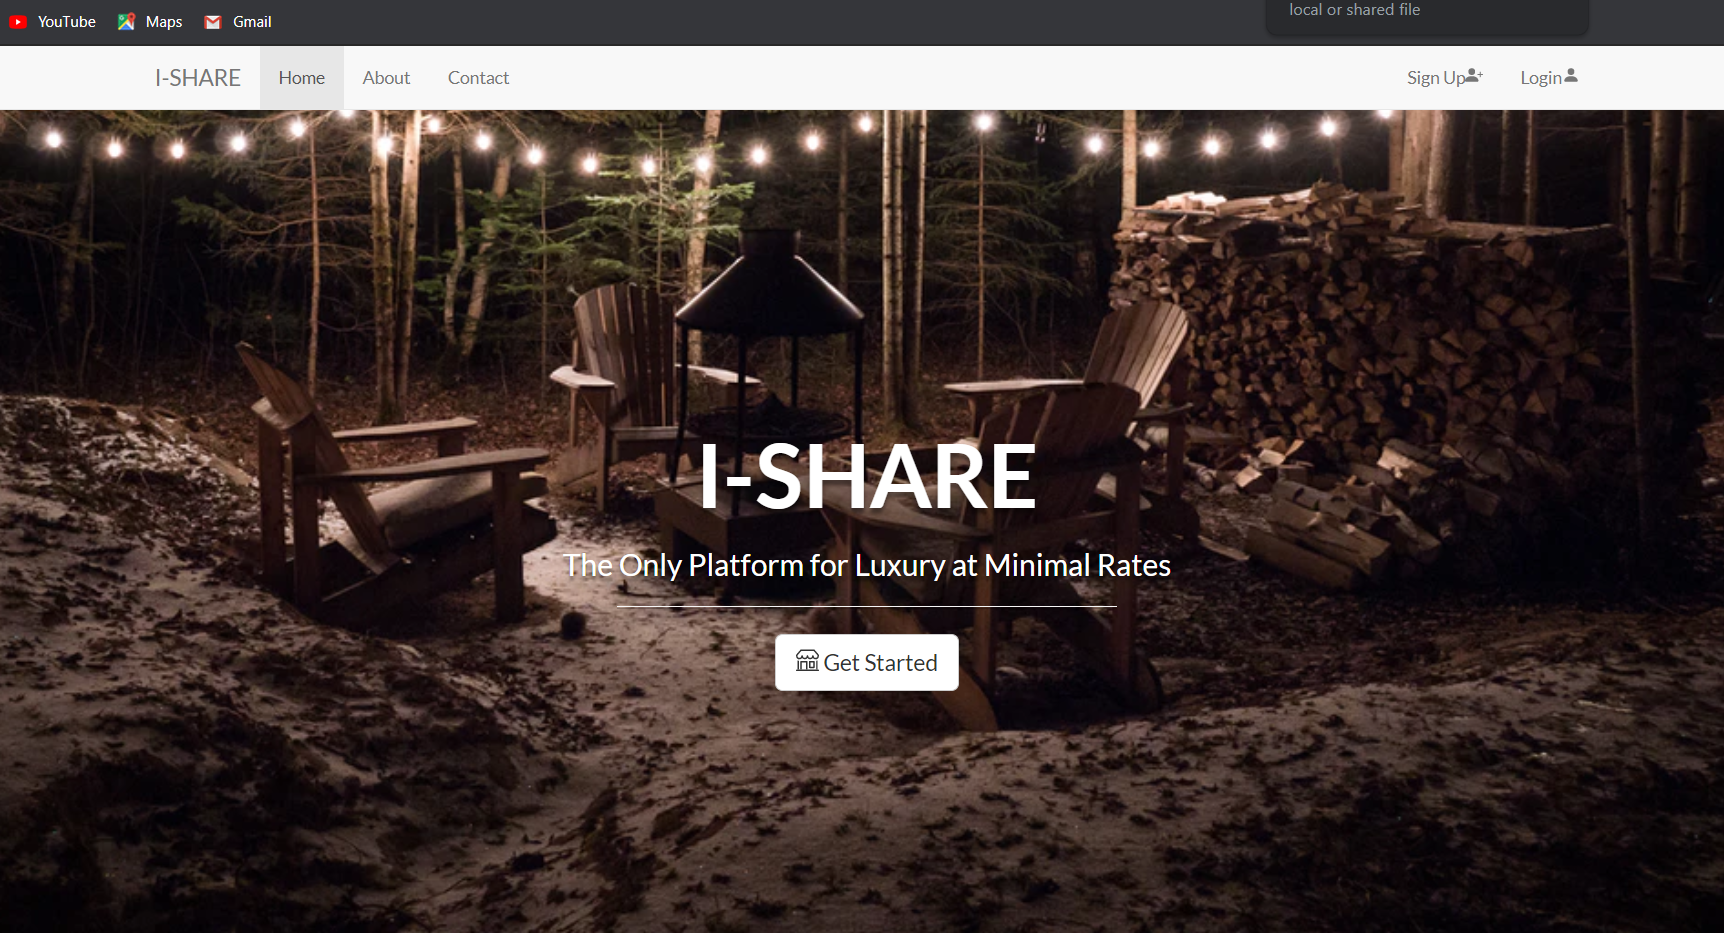 YouTube Maps Gmail
local or shared file
I-SHARE Home About Contact Sign Up Login
I-SHARE
The Only Platform for Luxury at Minimal Rates
Get Started